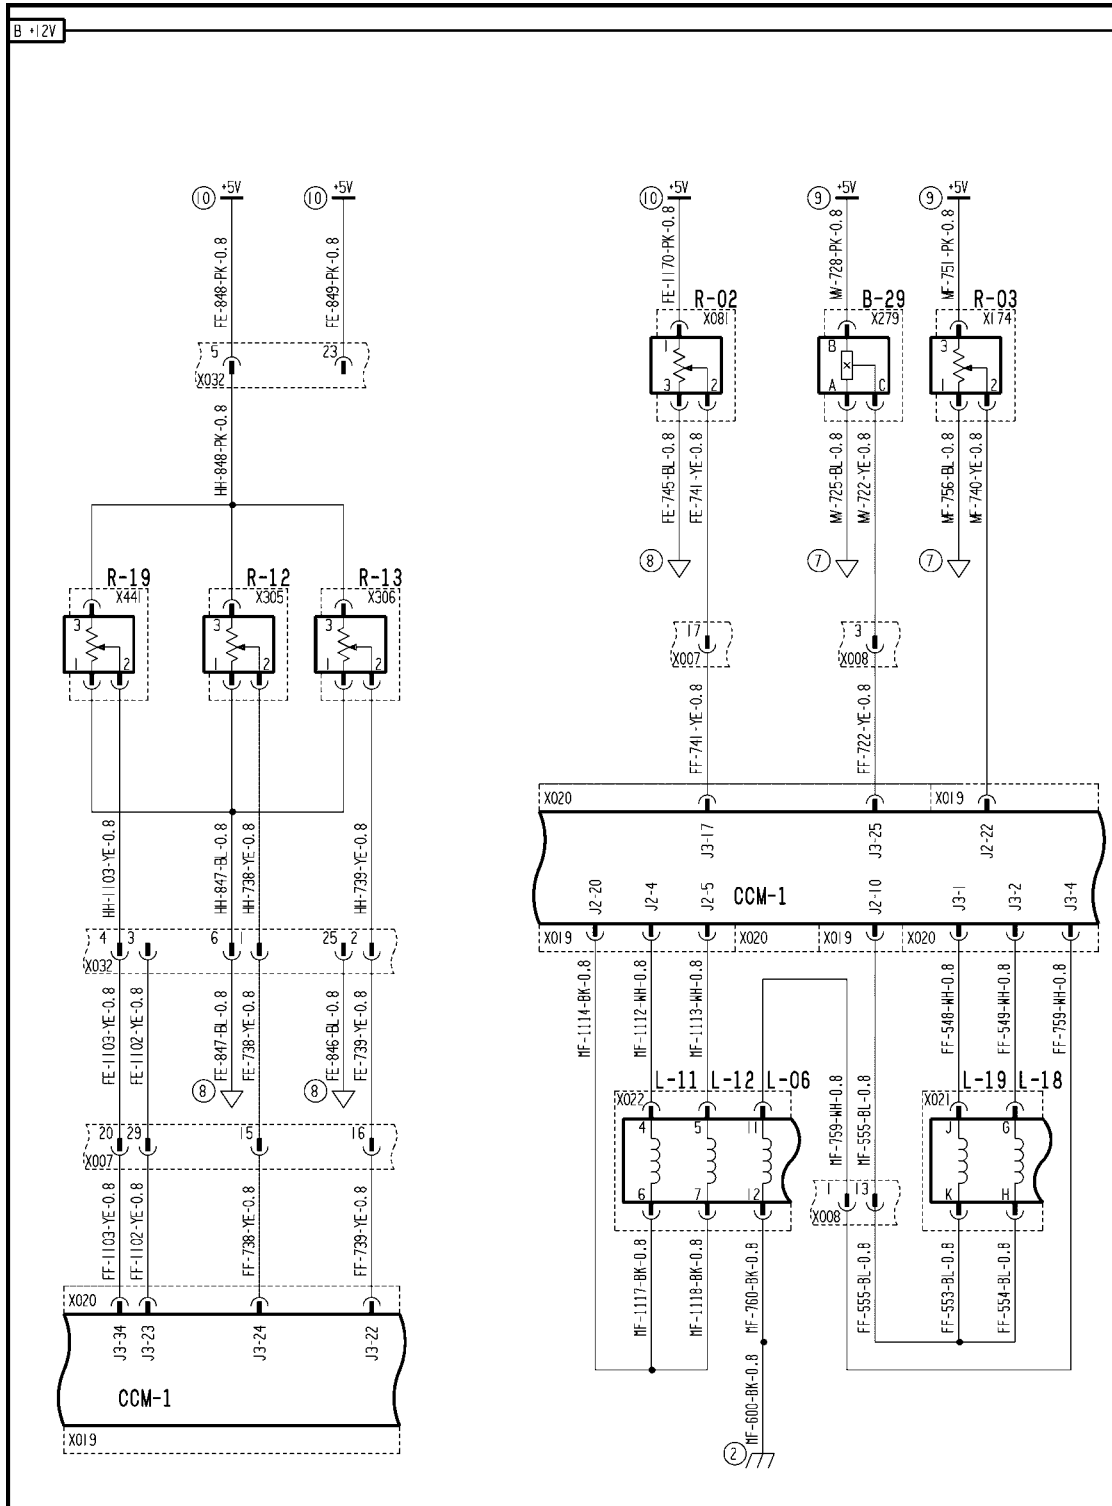 B +12V
10 +5V
10 +5V
10 +5V
9 +5V
9 +5V
FE-848-PK-0.8
FE-849-PK-0.8
FE-1170-PK-0.8
MV-728-PK-0.8
MF-751-PK-0.8
R-02
X081
B-29
X279
R-03
X174
5
23
X032
1
3
2
B
A
C
3
1
2
HH-848-PK-0.8
FE-745-BL-0.8
FE-741-YE-0.8
MV-725-BL-0.8
MV-722-YE-0.8
MF-756-BL-0.8
MF-740-YE-0.8
8
7
7
R-19
X441
R-12
X305
R-13
X306
3
1
2
3
1
2
3
1
2
17
X007
3
X008
FF-741-YE-0.8
FF-722-YE-0.8
X020
X019
J3-17
J3-25
J2-22
CCM-1
J2-20
J2-4
J2-5
J2-10
J3-1
J3-2
J3-4
X019
X020
X019
X020
HH-1103-YE-0.8
HH-847-BL-0.8
HH-738-YE-0.8
HH-739-YE-0.8
4
3
6
1
25
2
X032
FE-1103-YE-0.8
FE-1102-YE-0.8
FE-847-BL-0.8
FE-738-YE-0.8
FE-846-BL-0.8
FE-739-YE-0.8
8
8
MF-1114-BK-0.8
MF-1112-WH-0.8
MF-1113-WH-0.8
FF-548-WH-0.8
FF-549-WH-0.8
FF-759-WH-0.8
L-11
L-12
L-06
L-19
L-18
X022
X021
4
5
11
6
7
12
J
G
K
H
MF-759-WH-0.8
MF-555-BL-0.8
1
13
X008
20
29
15
16
X007
FF-1103-YE-0.8
FF-1102-YE-0.8
FF-738-YE-0.8
FF-739-YE-0.8
MF-1117-BK-0.8
MF-1118-BK-0.8
MF-760-BK-0.8
FF-555-BL-0.8
FF-553-BL-0.8
FF-554-BL-0.8
X020
J3-34
J3-23
J3-24
J3-22
CCM-1
X019
MF-600-BK-0.8
2